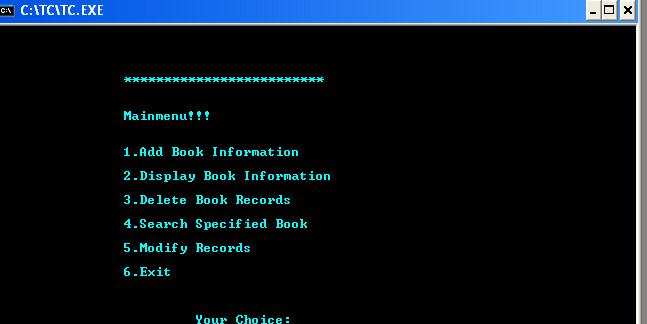 C:\TC\TC.EXE
*************************
Mainmenu!!!
1.Add Book Information
2.Display Book Information
3.Delete Book Records
4.Search Specified Book
5.Modify Records
6.Exit
Your Choice: